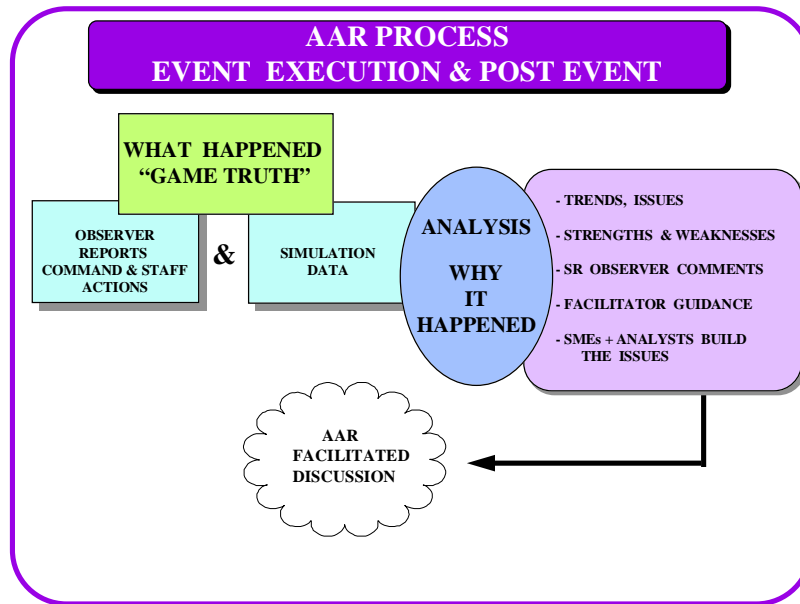 AAR PROCESS
EVENT EXECUTION & POST EVENT
WHAT HAPPENED
“GAME TRUTH”
OBSERVER
REPORTS
COMMAND & STAFF
ACTIONS
&
SIMULATION
DATA
ANALYSIS
WHY
IT
HAPPENED
- TRENDS, ISSUES
- STRENGTHS & WEAKNESSES
- SR OBSERVER COMMENTS
- FACILITATOR GUIDANCE
- SMEs + ANALYSTS BUILD
THE ISSUES
AAR
FACILITATED
DISCUSSION